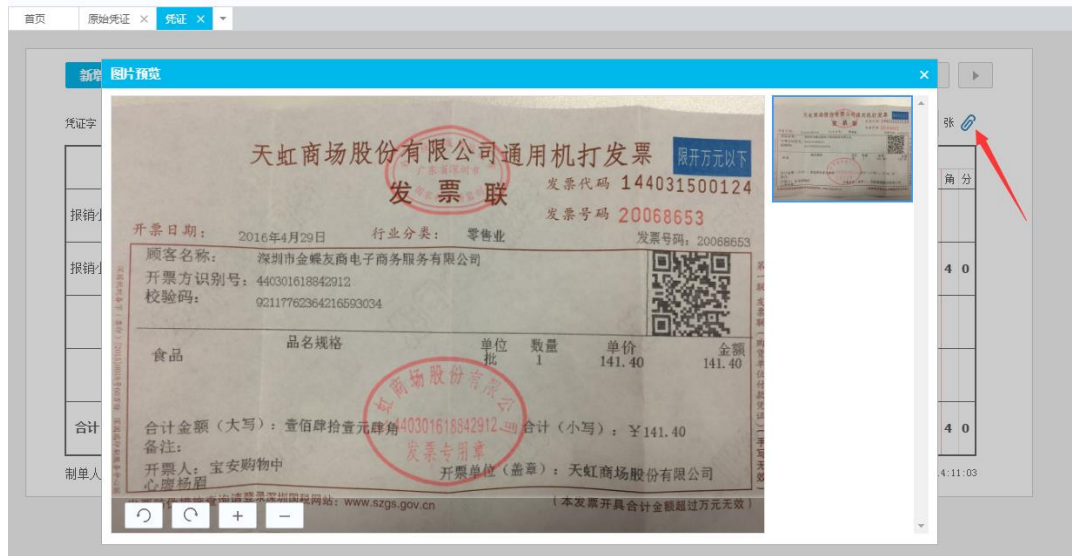 首页 原始凭证 × 凭证 ×
新增
图片预览 ×
凭证字
张
天虹商场股份有限公司通用机打发票 限开万元以下
发票联
发票代码 144031500124
发票号码 20068653
开票日期: 2016年4月29日 行业分类: 零售业 发票号码: 20068653
顾客名称: 深圳市金蝶友商电子商务服务有限公司
开票方识别号: 440301618842912
校验码: 92117762364216593034
品名规格 单位 数量 单价 金额
食品 批 1 141.40 141.40
合计金额(大写): 壹佰肆拾壹元肆角 合计(小写): ¥141.40
备注:
开票人: 宝安购物中心廖杨眉 开票单位(盖章): 天虹商场股份有限公司
440301618842912
发票专用章
www.szgs.gov.cn (本发票开具合计金额超过万元无效)
角 分
报销
报销 4 0
合计 4 0
制单人 4:11:03